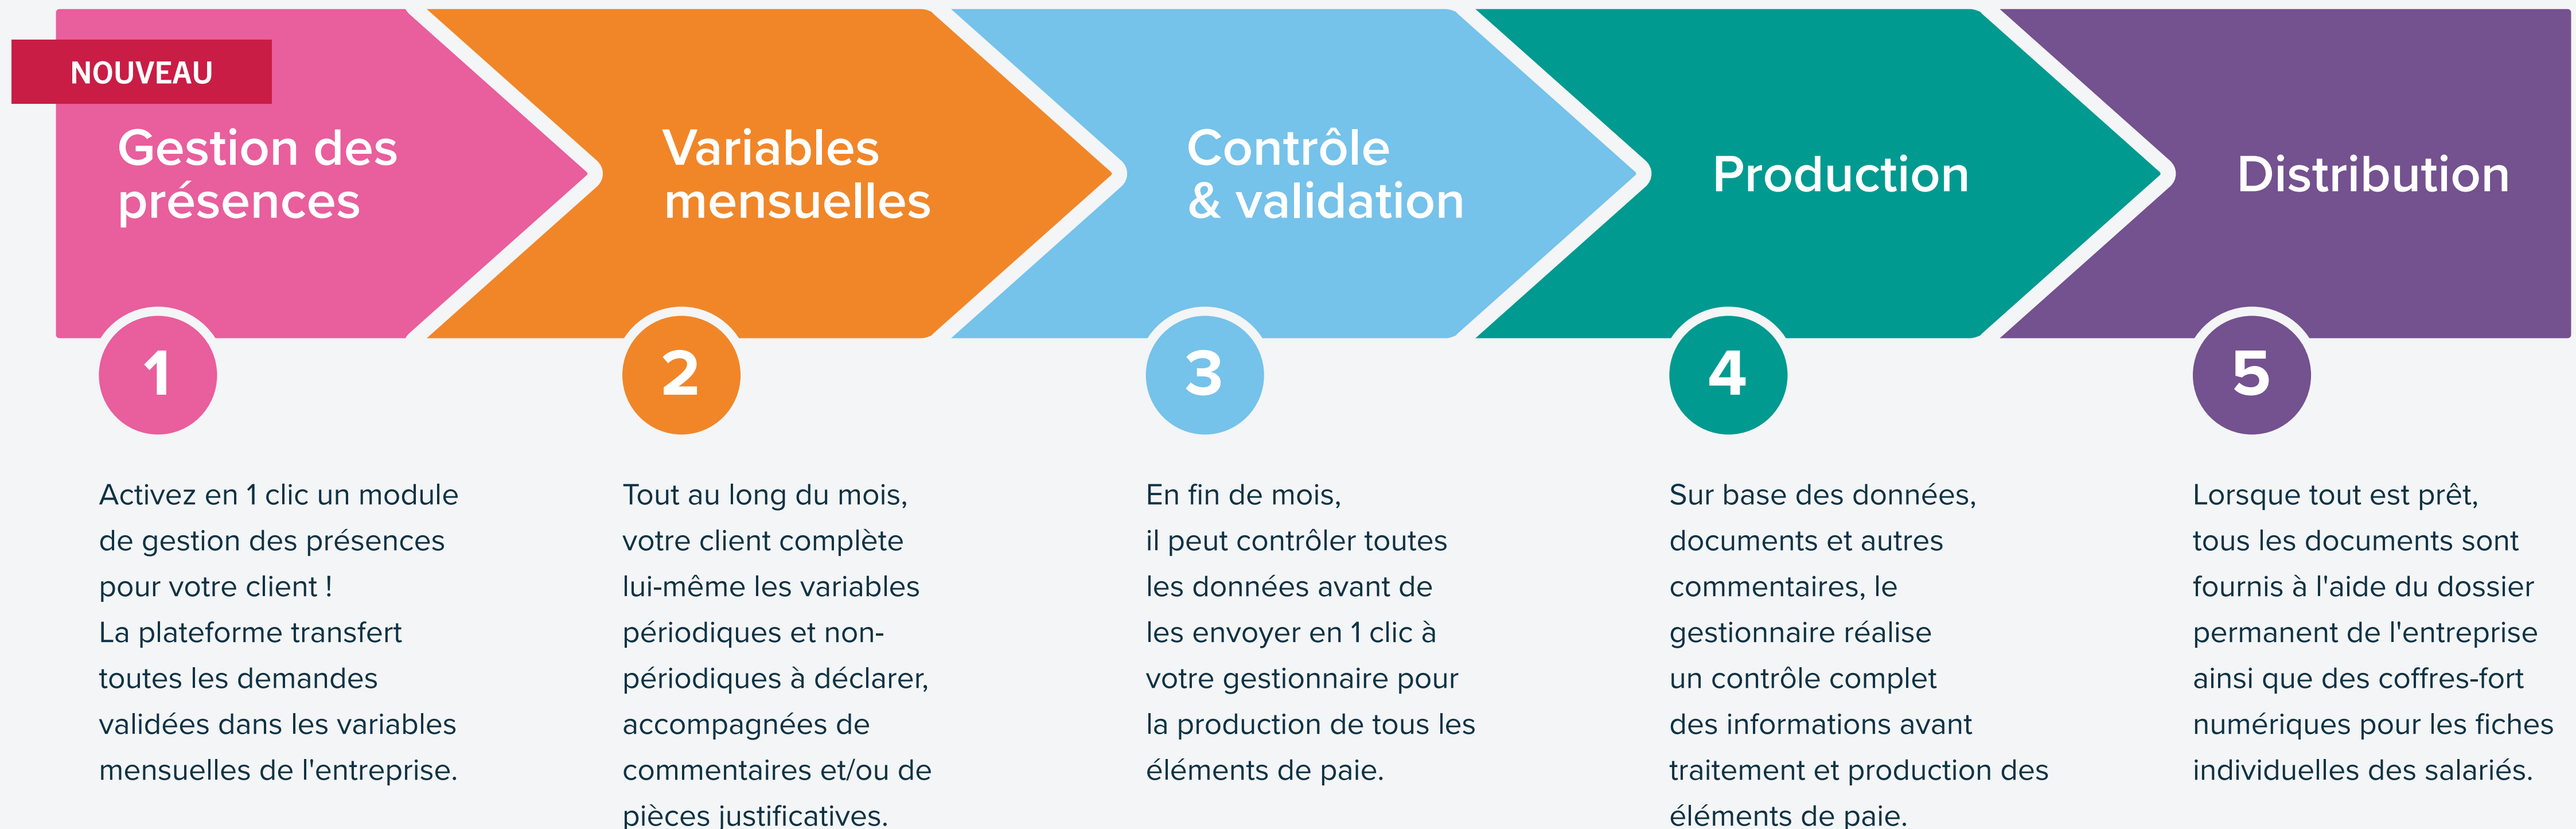 NOUVEAU
Gestion des
présences
Variables
mensuelles
Contrôle
& validation
Production
Distribution
1
Activez en 1 clic un module
de gestion des présences
pour votre client !
La plateforme transfert
toutes les demandes
validées dans les variables
mensuelles de l'entreprise.
2
Tout au long du mois,
votre client complète
lui-même les variables
périodiques et non-
périodiques à déclarer,
accompagnées de
commentaires et/ou de
pièces justificatives.
3
En fin de mois,
il peut contrôler toutes
les données avant de
les envoyer en 1 clic à
votre gestionnaire pour
la production de tous les
éléments de paie.
4
Sur base des données,
documents et autres
commentaires, le
gestionnaire réalise
un contrôle complet
des informations avant
traitement et production des
éléments de paie.
5
Lorsque tout est prêt,
tous les documents sont
fournis à l'aide du dossier
permanent de l'entreprise
ainsi que des coffres-fort
numériques pour les fiches
individuelles des salariés.